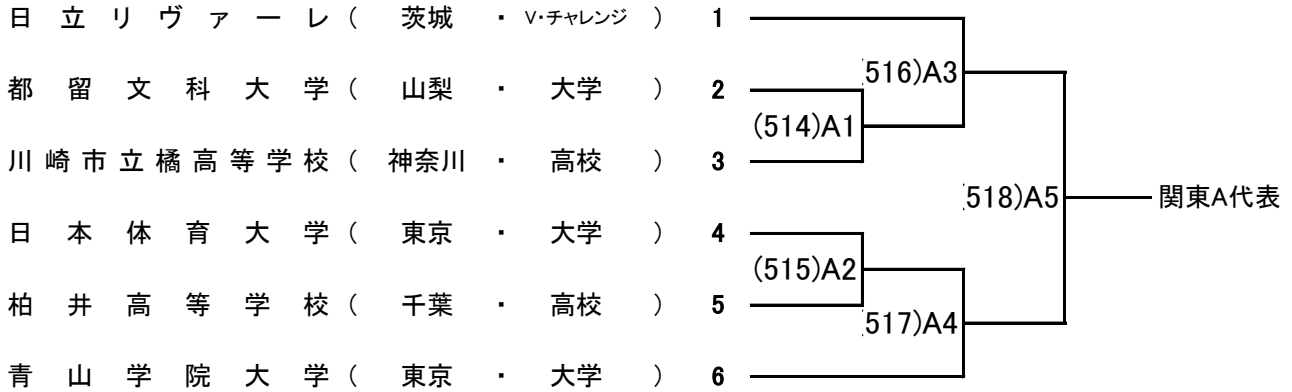 日立リヴァーレ( 茨城 ・ V・チャレンジ ) 1
(516)A3
都留文科大学( 山梨 ・ 大学 ) 2
(514)A1
川崎市立橘高等学校( 神奈川 ・ 高校 ) 3
(518)A5 関東A代表
日本体育大学( 東京 ・ 大学 ) 4
(515)A2
柏井高等学校( 千葉 ・ 高校 ) 5
(517)A4
青山学院大学( 東京 ・ 大学 ) 6